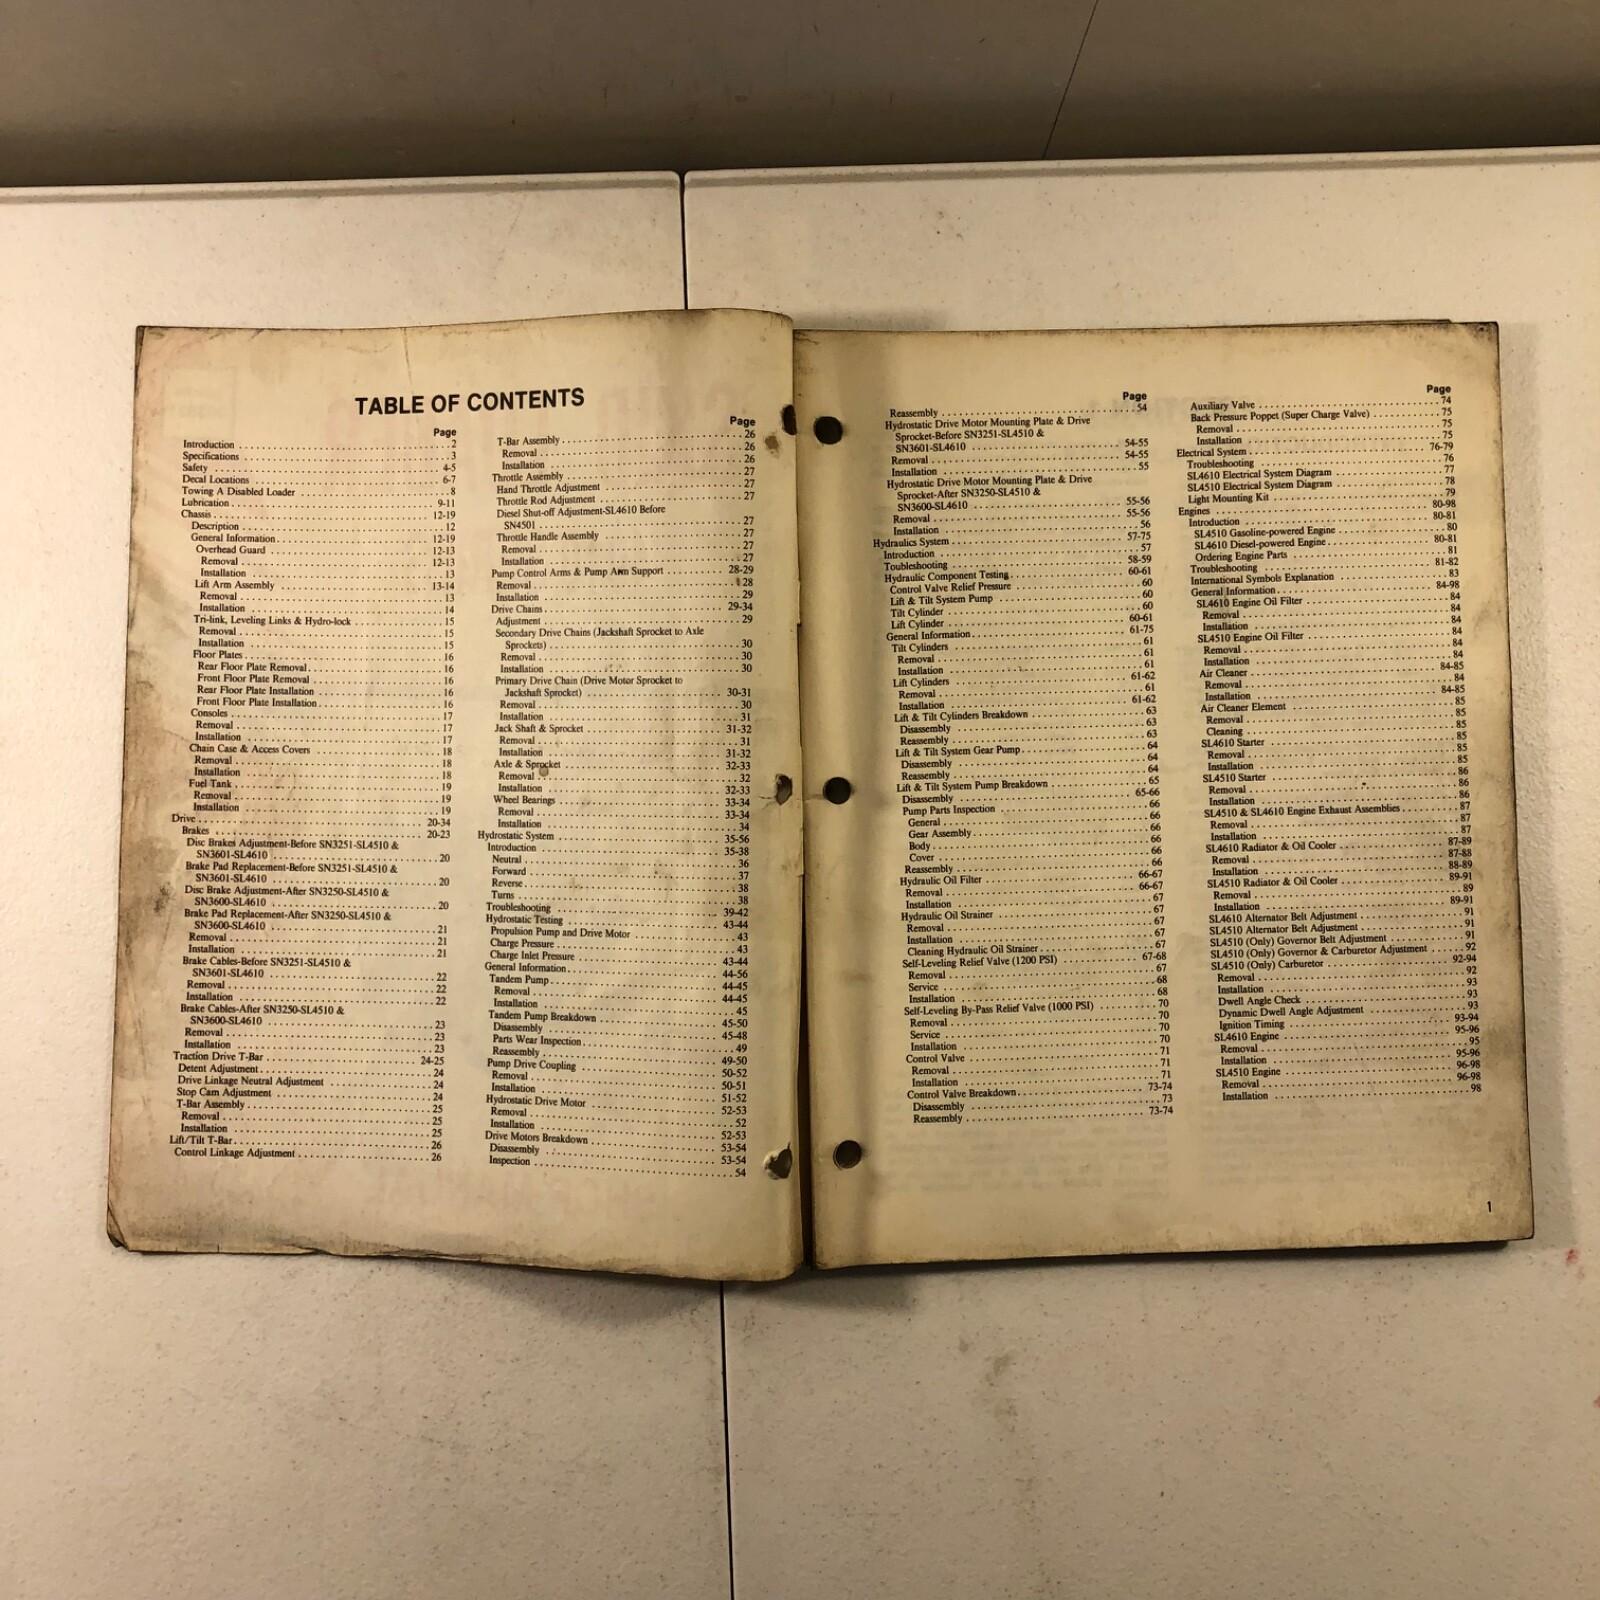 TABLE OF CONTENTS
Page
Introduction 2
Specifications 3
Safety 4-5
Decal Locations 6-7
Towing A Disabled Loader 8
Lubrication 9-11
Chassis 12-19
Description 12
General Information 12-19
Overhead Guard 12-13
Removal 12-13
Installation 13
Lift Arm Assembly 13-14
Removal 13
Installation 14
Tri-link, Leveling Links & Hydro-lock 15
Removal 15
Installation 15
Floor Plates 16
Rear Floor Plate Removal 16
Front Floor Plate Removal 16
Rear Floor Plate Installation 16
Front Floor Plate Installation 16
Consoles 17
Removal 17
Installation 17
Chain Case & Access Covers 18
Removal 18
Installation 18
Fuel Tank 19
Removal 19
Installation 19
Drive 20-34
Brakes 20-23
Disc Brakes Adjustment-Before SN3251-SL4510 &
SN3601-SL4610 20
Brake Pad Replacement-Before SN3251-SL4510 &
SN3601-SL4610 20
Disc Brake Adjustment-After SN3250-SL4510 &
SN3600-SL4610 20
Brake Pad Replacement-After SN3250-SL4510 &
SN3600-SL4610 21
Removal 21
Installation 21
Brake Cables-Before SN3251-SL4510 &
SN3601-SL4610 22
Removal 22
Installation 22
Brake Cables-After SN3250-SL4510 &
SN3600-SL4610 23
Removal 23
Installation 23
Traction Drive T-Bar 24-25
Detent Adjustment 24
Drive Linkage Neutral Adjustment 24
Stop Cam Adjustment 24
T-Bar Assembly 25
Removal 25
Installation 25
Lift/Tilt T-Bar 26
Control Linkage Adjustment 26
Page
T-Bar Assembly 26
Removal 26
Installation 26
Throttle Assembly 27
Hand Throttle Adjustment 27
Throttle Rod Adjustment 27
Diesel Shut-off Adjustment-SL4610 Before
SN4501 27
Throttle Handle Assembly 27
Removal 27
Installation 27
Pump Control Arms & Pump Arm Support 28-29
Removal 28
Installation 29
Drive Chains 29-34
Adjustment 29
Secondary Drive Chains (Jackshaft Sprocket to Axle
Sprockets) 30
Removal 30
Installation 30
Primary Drive Chain (Drive Motor Sprocket to
Jackshaft Sprocket) 30-31
Removal 30
Installation 31
Jack Shaft & Sprocket 31-32
Removal 31
Installation 31-32
Axle & Sprocket 32-33
Removal 32
Installation 32-33
Wheel Bearings 33-34
Removal 33-34
Installation 34
Hydrostatic System 35-56
Introduction 35-38
Neutral 36
Forward 37
Reverse 38
Turns 38
Troubleshooting 39-42
Hydrostatic Testing 43-44
Propulsion Pump and Drive Motor 43
Charge Pressure 43
Charge Inlet Pressure 43-44
General Information 44-56
Tandem Pump 44-45
Removal 44-45
Installation 45
Tandem Pump Breakdown 45-50
Disassembly 45-48
Parts Wear Inspection 49
Reassembly 49-50
Pump Drive Coupling 50-52
Removal 50-51
Installation 51-52
Hydrostatic Drive Motor 52-53
Removal 52
Installation 52-53
Drive Motors Breakdown 53-54
Disassembly 53-54
Inspection 54
Page
Reassembly 54
Hydrostatic Drive Motor Mounting Plate & Drive
Sprocket-Before SN3251-SL4510 &
SN3601-SL4610 54-55
Removal 54-55
Installation 55
Hydrostatic Drive Motor Mounting Plate & Drive
Sprocket-After SN3250-SL4510 &
SN3600-SL4610 55-56
Removal 55-56
Installation 56
Hydraulics System 57-75
Introduction 57
Troubleshooting 58-59
Hydraulic Component Testing 60-61
Control Valve Relief Pressure 60
Lift & Tilt System Pump 60
Tilt Cylinder 60
Lift Cylinder 60-61
General Information 61-75
Tilt Cylinders 61
Removal 61
Installation 61
Lift Cylinders 61-62
Removal 61
Installation 61-62
Lift & Tilt Cylinders Breakdown 63
Disassembly 63
Reassembly 63
Lift & Tilt System Gear Pump 64
Disassembly 64
Reassembly 64
Lift & Tilt System Pump Breakdown 65
Disassembly 65-66
Pump Parts Inspection 66
General 66
Gear Assembly 66
Body 66
Cover 66
Reassembly 66
Hydraulic Oil Filter 66-67
Removal 66-67
Installation 67
Hydraulic Oil Strainer 67
Removal 67
Installation 67
Cleaning Hydraulic Oil Strainer 67
Self-Leveling Relief Valve (1200 PSI) 67-68
Removal 67
Service 68
Installation 68
Self-Leveling By-Pass Relief Valve (1000 PSI) 70
Removal 70
Service 70
Installation 70
Control Valve 71
Removal 71
Installation 71
Control Valve Breakdown 73-74
Disassembly 73
Reassembly 73-74
Page
Auxiliary Valve 74
Back Pressure Poppet (Super Charge Valve) 75
Removal 75
Installation 75
Electrical System 76-79
Troubleshooting 76
SL4610 Electrical System Diagram 77
SL4510 Electrical System Diagram 78
Light Mounting Kit 79
Engines 80-98
Introduction 80-81
SL4510 Gasoline-powered Engine 80
SL4610 Diesel-powered Engine 80-81
Ordering Engine Parts 81
Troubleshooting 81-82
International Symbols Explanation 83
General Information 84-98
SL4610 Engine Oil Filter 84
Removal 84
Installation 84
SL4510 Engine Oil Filter 84
Removal 84
Installation 84
Air Cleaner 84-85
Removal 84
Installation 84-85
Air Cleaner Element 85
Removal 85
Cleaning 85
SL4610 Starter 85
Removal 85
Installation 85
SL4510 Starter 86
Removal 86
Installation 86
SL4510 & SL4610 Engine Exhaust Assemblies 87
Removal 87
Installation 87
SL4610 Radiator & Oil Cooler 87-89
Removal 87-88
Installation 88-89
SL4510 Radiator & Oil Cooler 89-91
Removal 89
Installation 89-91
SL4610 Alternator Belt Adjustment 91
SL4510 Alternator Belt Adjustment 91
SL4510 (Only) Governor Belt Adjustment 91
SL4510 (Only) Governor & Carburetor Adjustment 92
SL4510 (Only) Carburetor 92-94
Removal 92
Installation 93
Dwell Angle Check 93
Dynamic Dwell Angle Adjustment 93
Ignition Timing 93-94
SL4610 Engine 95-96
Removal 95
Installation 95-96
SL4510 Engine 96-98
Removal 96-98
Installation 98
1